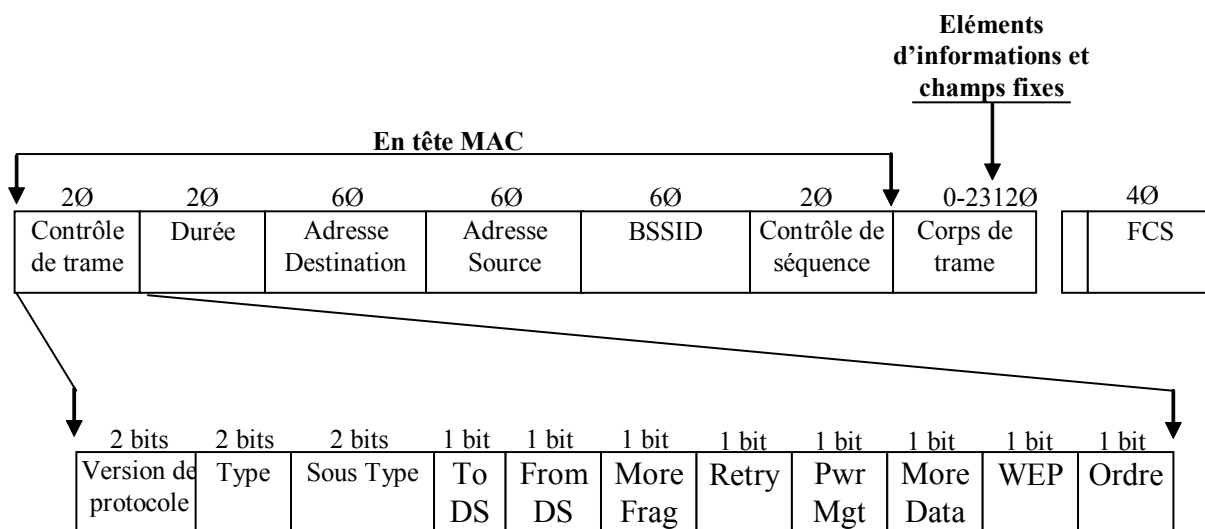 Eléments
d'informations et
champs fixes
En tête MAC
2Ø 2Ø 6Ø 6Ø 6Ø 2Ø 0-2312Ø 4Ø
Contrôle Durée Adresse Adresse BSSID Contrôle de Corps de FCS
de trame Destination Source séquence trame
2 bits 2 bits 2 bits 1 bit 1 bit 1 bit 1 bit 1 bit 1 bit 1 bit 1 bit
Version de Type Sous Type To From More Retry Pwr More WEP Ordre
protocole DS DS Frag Mgt Data